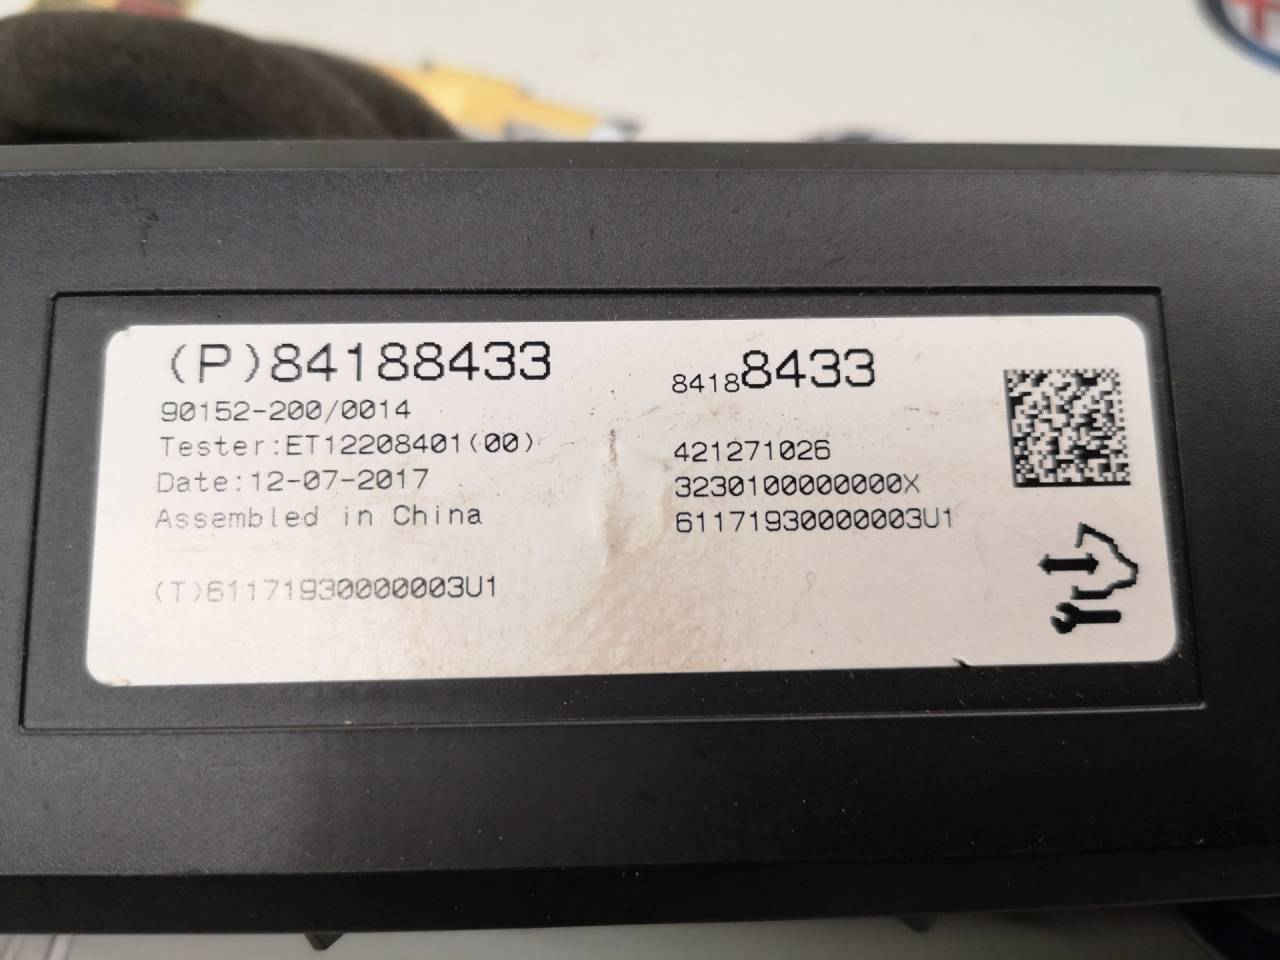 (P)84188433
90152-200/0014
Tester:ET12208401(00)
Date:12-07-2017
Assembled in China
(T)61171930000003U1
84188433
421271026
3230100000000X
61171930000003U1